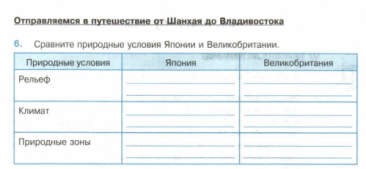 Отправляемся в путешествие от Шанхая до Владивостока
6. Сравните природные условия Японии и Великобритании.
Природные условия Япония Великобритания
Рельеф
Климат
Природные зоны